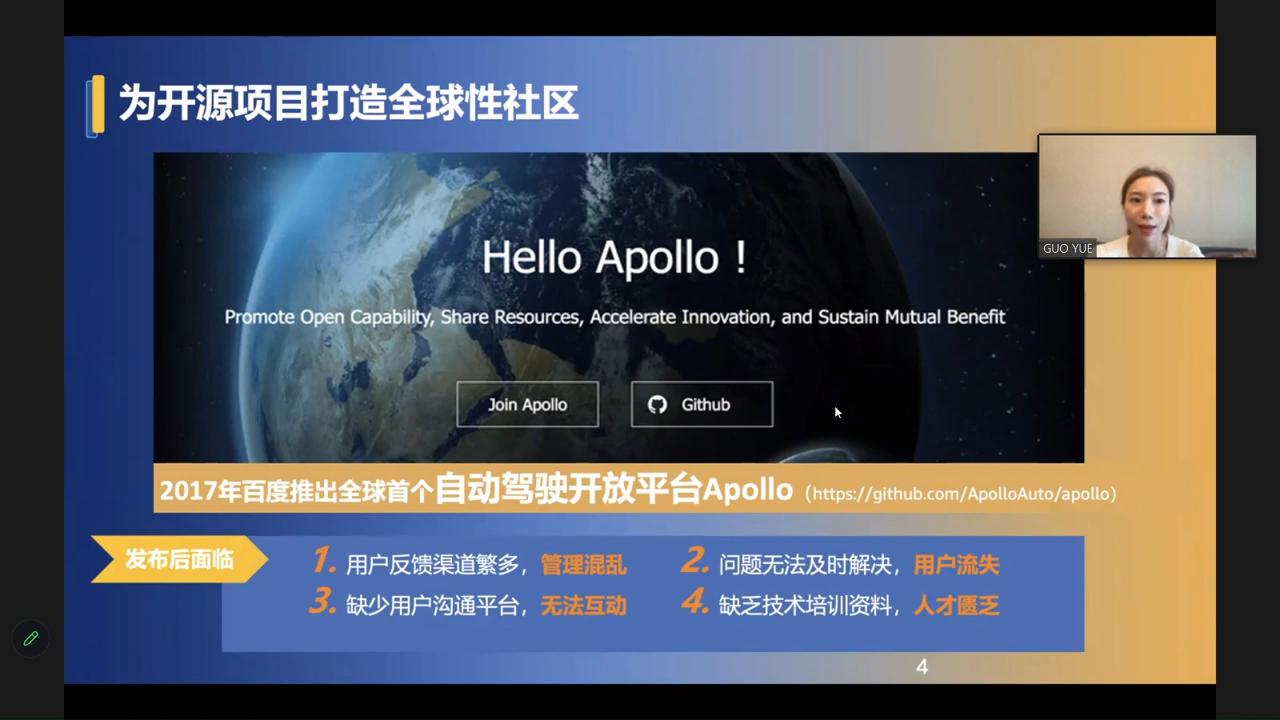 为开源项目打造全球性社区
Hello Apollo !
Promote Open Capability, Share Resources, Accelerate Innovation, and Sustain Mutual Benefit
Join Apollo
Github
GUO YUE
2017年百度推出全球首个自动驾驶开放平台Apollo（https://github.com/ApolloAuto/apollo）
发布后面临
1. 用户反馈渠道繁多，管理混乱
2. 问题无法及时解决，用户流失
3. 缺少用户沟通平台，无法互动
4. 缺乏技术培训资料，人才匮乏
4